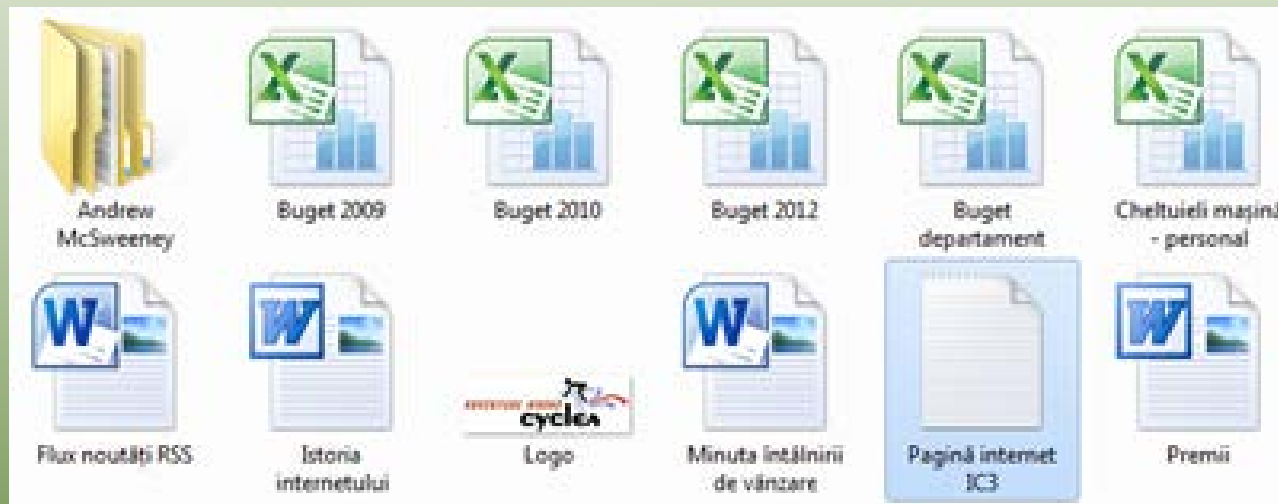 Andrew
McSweeney
Buget 2009
Buget 2010
Buget 2012
Buget
departament
Cheltuieli mașină
- personal
Flux noutăți RSS
Istoria
internetului
cycles
Logo
Minuta întâlnirii
de vânzare
Pagină internet
IC3
Premii